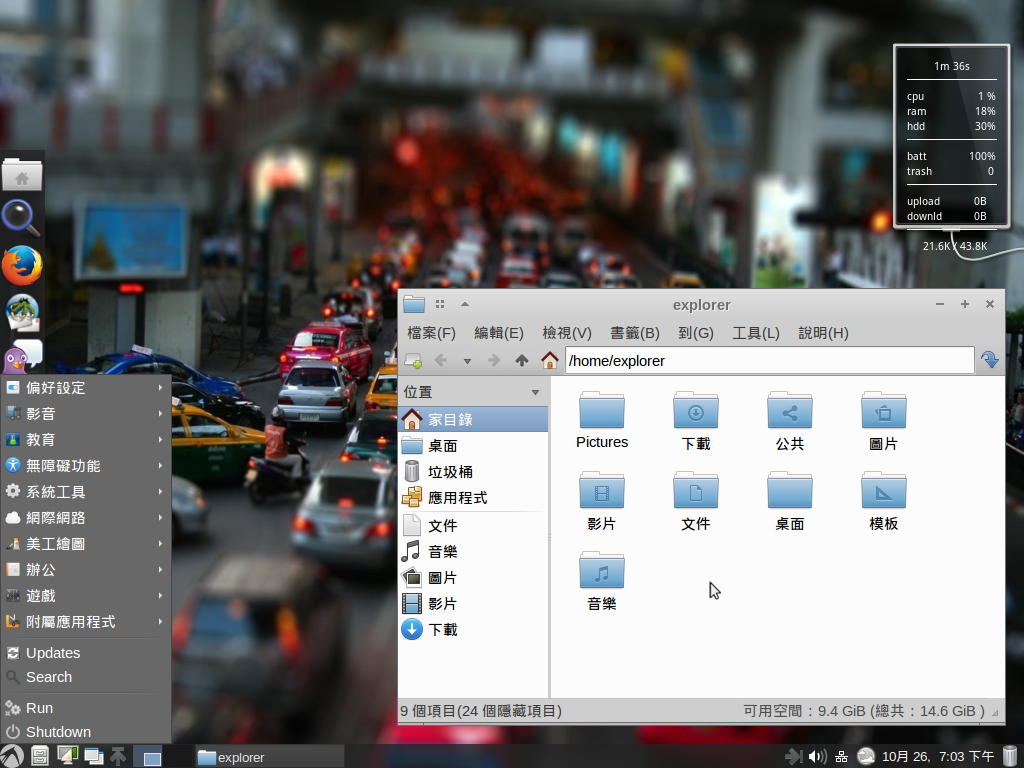 1m 36s
cpu 1 %
ram 18%
hdd 30%
batt 100%
trash 0
upload 0B
downld 0B
21.6K / 43.8K
explorer
檔案(F) 編輯(E) 檢視(V) 書籤(B) 到(G) 工具(L) 說明(H)
/home/explorer
位置
家目錄
桌面
垃圾桶
應用程式
文件
音樂
圖片
影片
下載
Pictures 下載 公共 圖片
影片 文件 桌面 模板
音樂
9 個項目(24 個隱藏項目) 可用空間：9.4 GiB (總共：14.6 GiB )
偏好設定
影音
教育
無障礙功能
系統工具
網際網路
美工繪圖
辦公
遊戲
附屬應用程式
Updates
Search
Run
Shutdown
explorer
10月 26, 7:03 下午